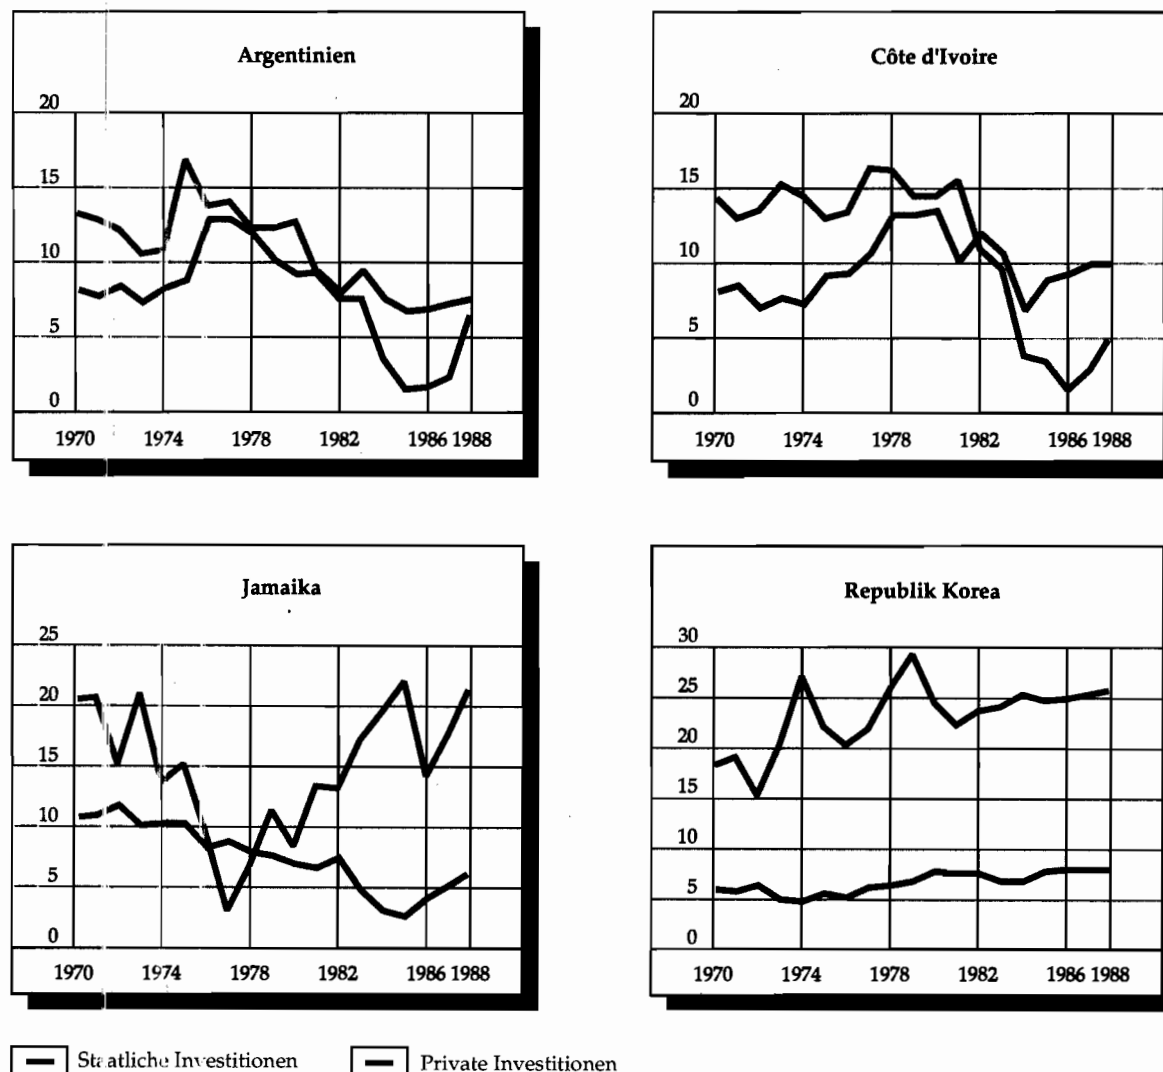 Argentinien
20
15
10
5
0
1970 1974 1978 1982 1986 1988
Côte d'Ivoire
20
15
10
5
0
1970 1974 1978 1982 1986 1988
Jamaika
25
20
15
10
5
0
1970 1974 1978 1982 1986 1988
Republik Korea
30
25
20
15
10
5
0
1970 1974 1978 1982 1986 1988
Staatliche Investitionen Private Investitionen